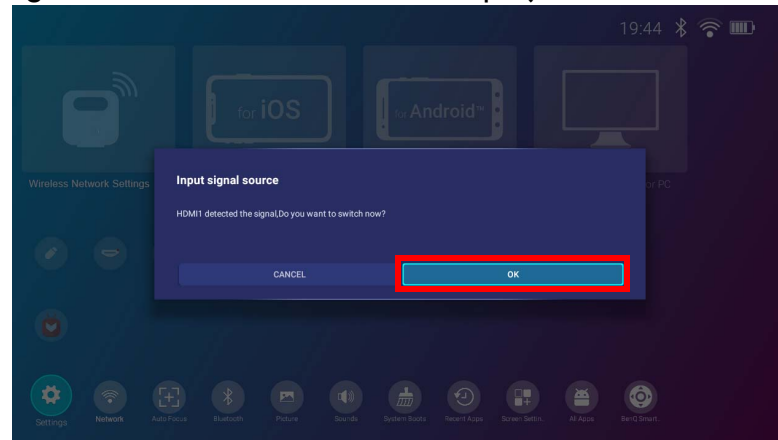 19:44
for iOS
for Android™
Wireless Network Settings
or PC
Input signal source
HDMI1 detected the signal,Do you want to switch now?
CANCEL
OK
Settings
Network
Auto Focus
Bluetooth
Picture
Sounds
System Boots
Recent Apps
Screen Settin..
All Apps
BenQ Smart..